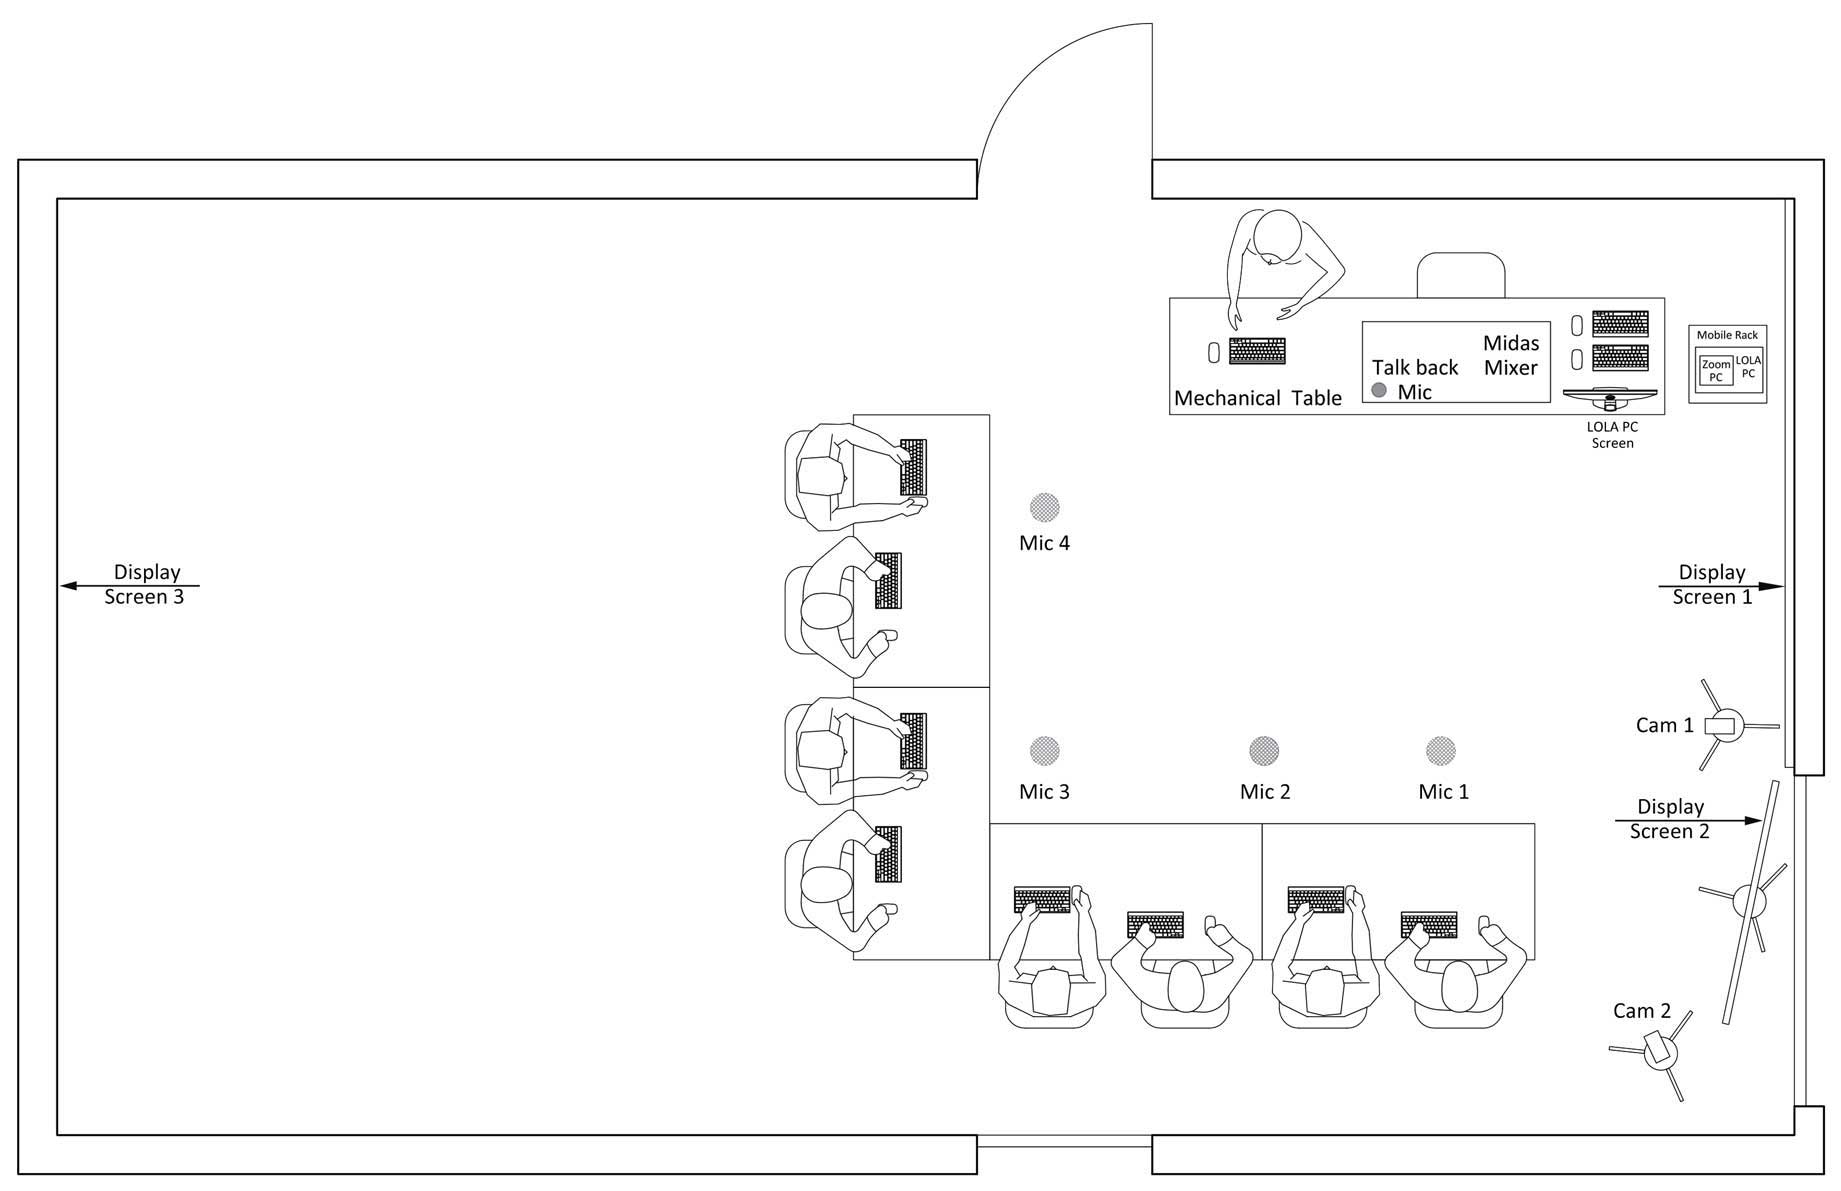 Mobile Rack
Zoom
PC
LOLA
PC
Midas
Mixer
Talk back
Mic
Mechanical Table
LOLA PC
Screen
Mic 4
Display
Screen 3
Display
Screen 1
Cam 1
Mic 3
Mic 2
Mic 1
Display
Screen 2
Cam 2